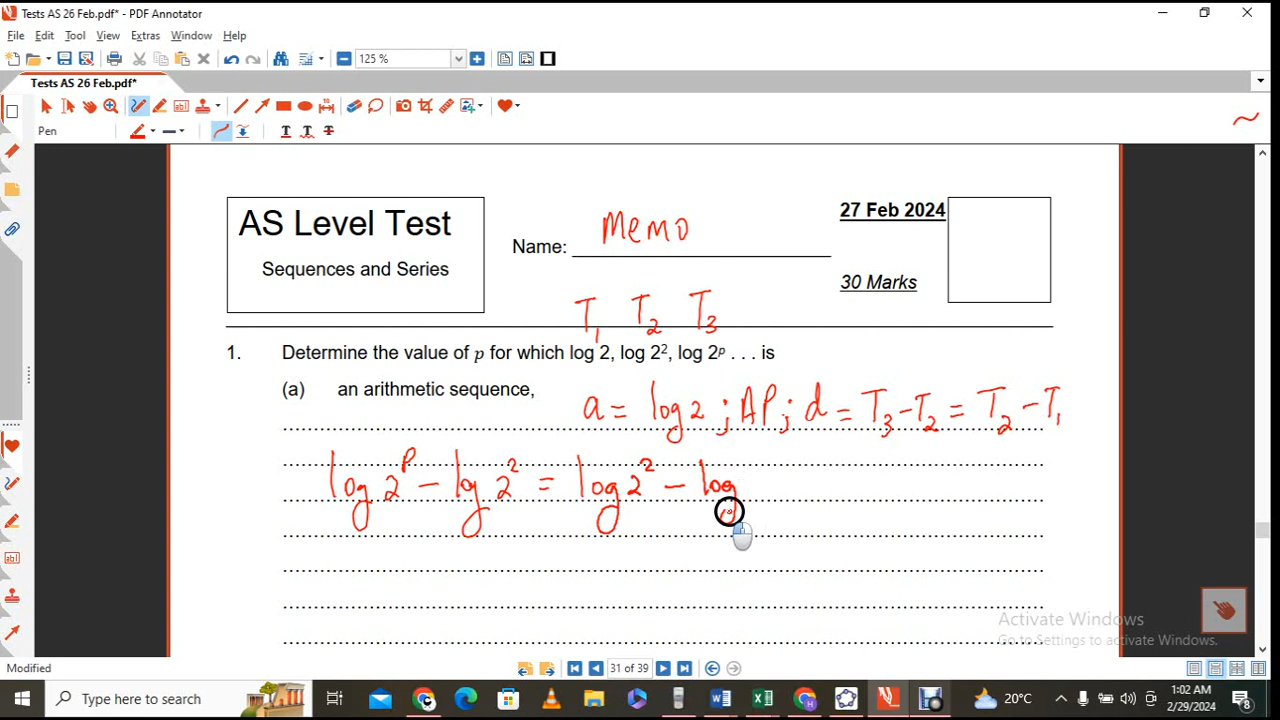 Tests AS 26 Feb.pdf* - PDF Annotator
File Edit Tool View Extras Window Help
125 %
Tests AS 26 Feb.pdf*
Pen
AS Level Test
Sequences and Series
Name: Memo
27 Feb 2024
30 Marks
T₁ T₂ T₃
1. Determine the value of p for which log 2, log 2², log 2ᵖ . . . is
(a) an arithmetic sequence,
a = log 2 ; AP ; d = T₃ - T₂ = T₂ - T₁
log 2ᵖ - log 2² = log 2² - log
Activate Windows
Go to Settings to activate Windows.
Modified
31 of 39
Type here to search
20°C
1:02 AM
2/29/2024
8